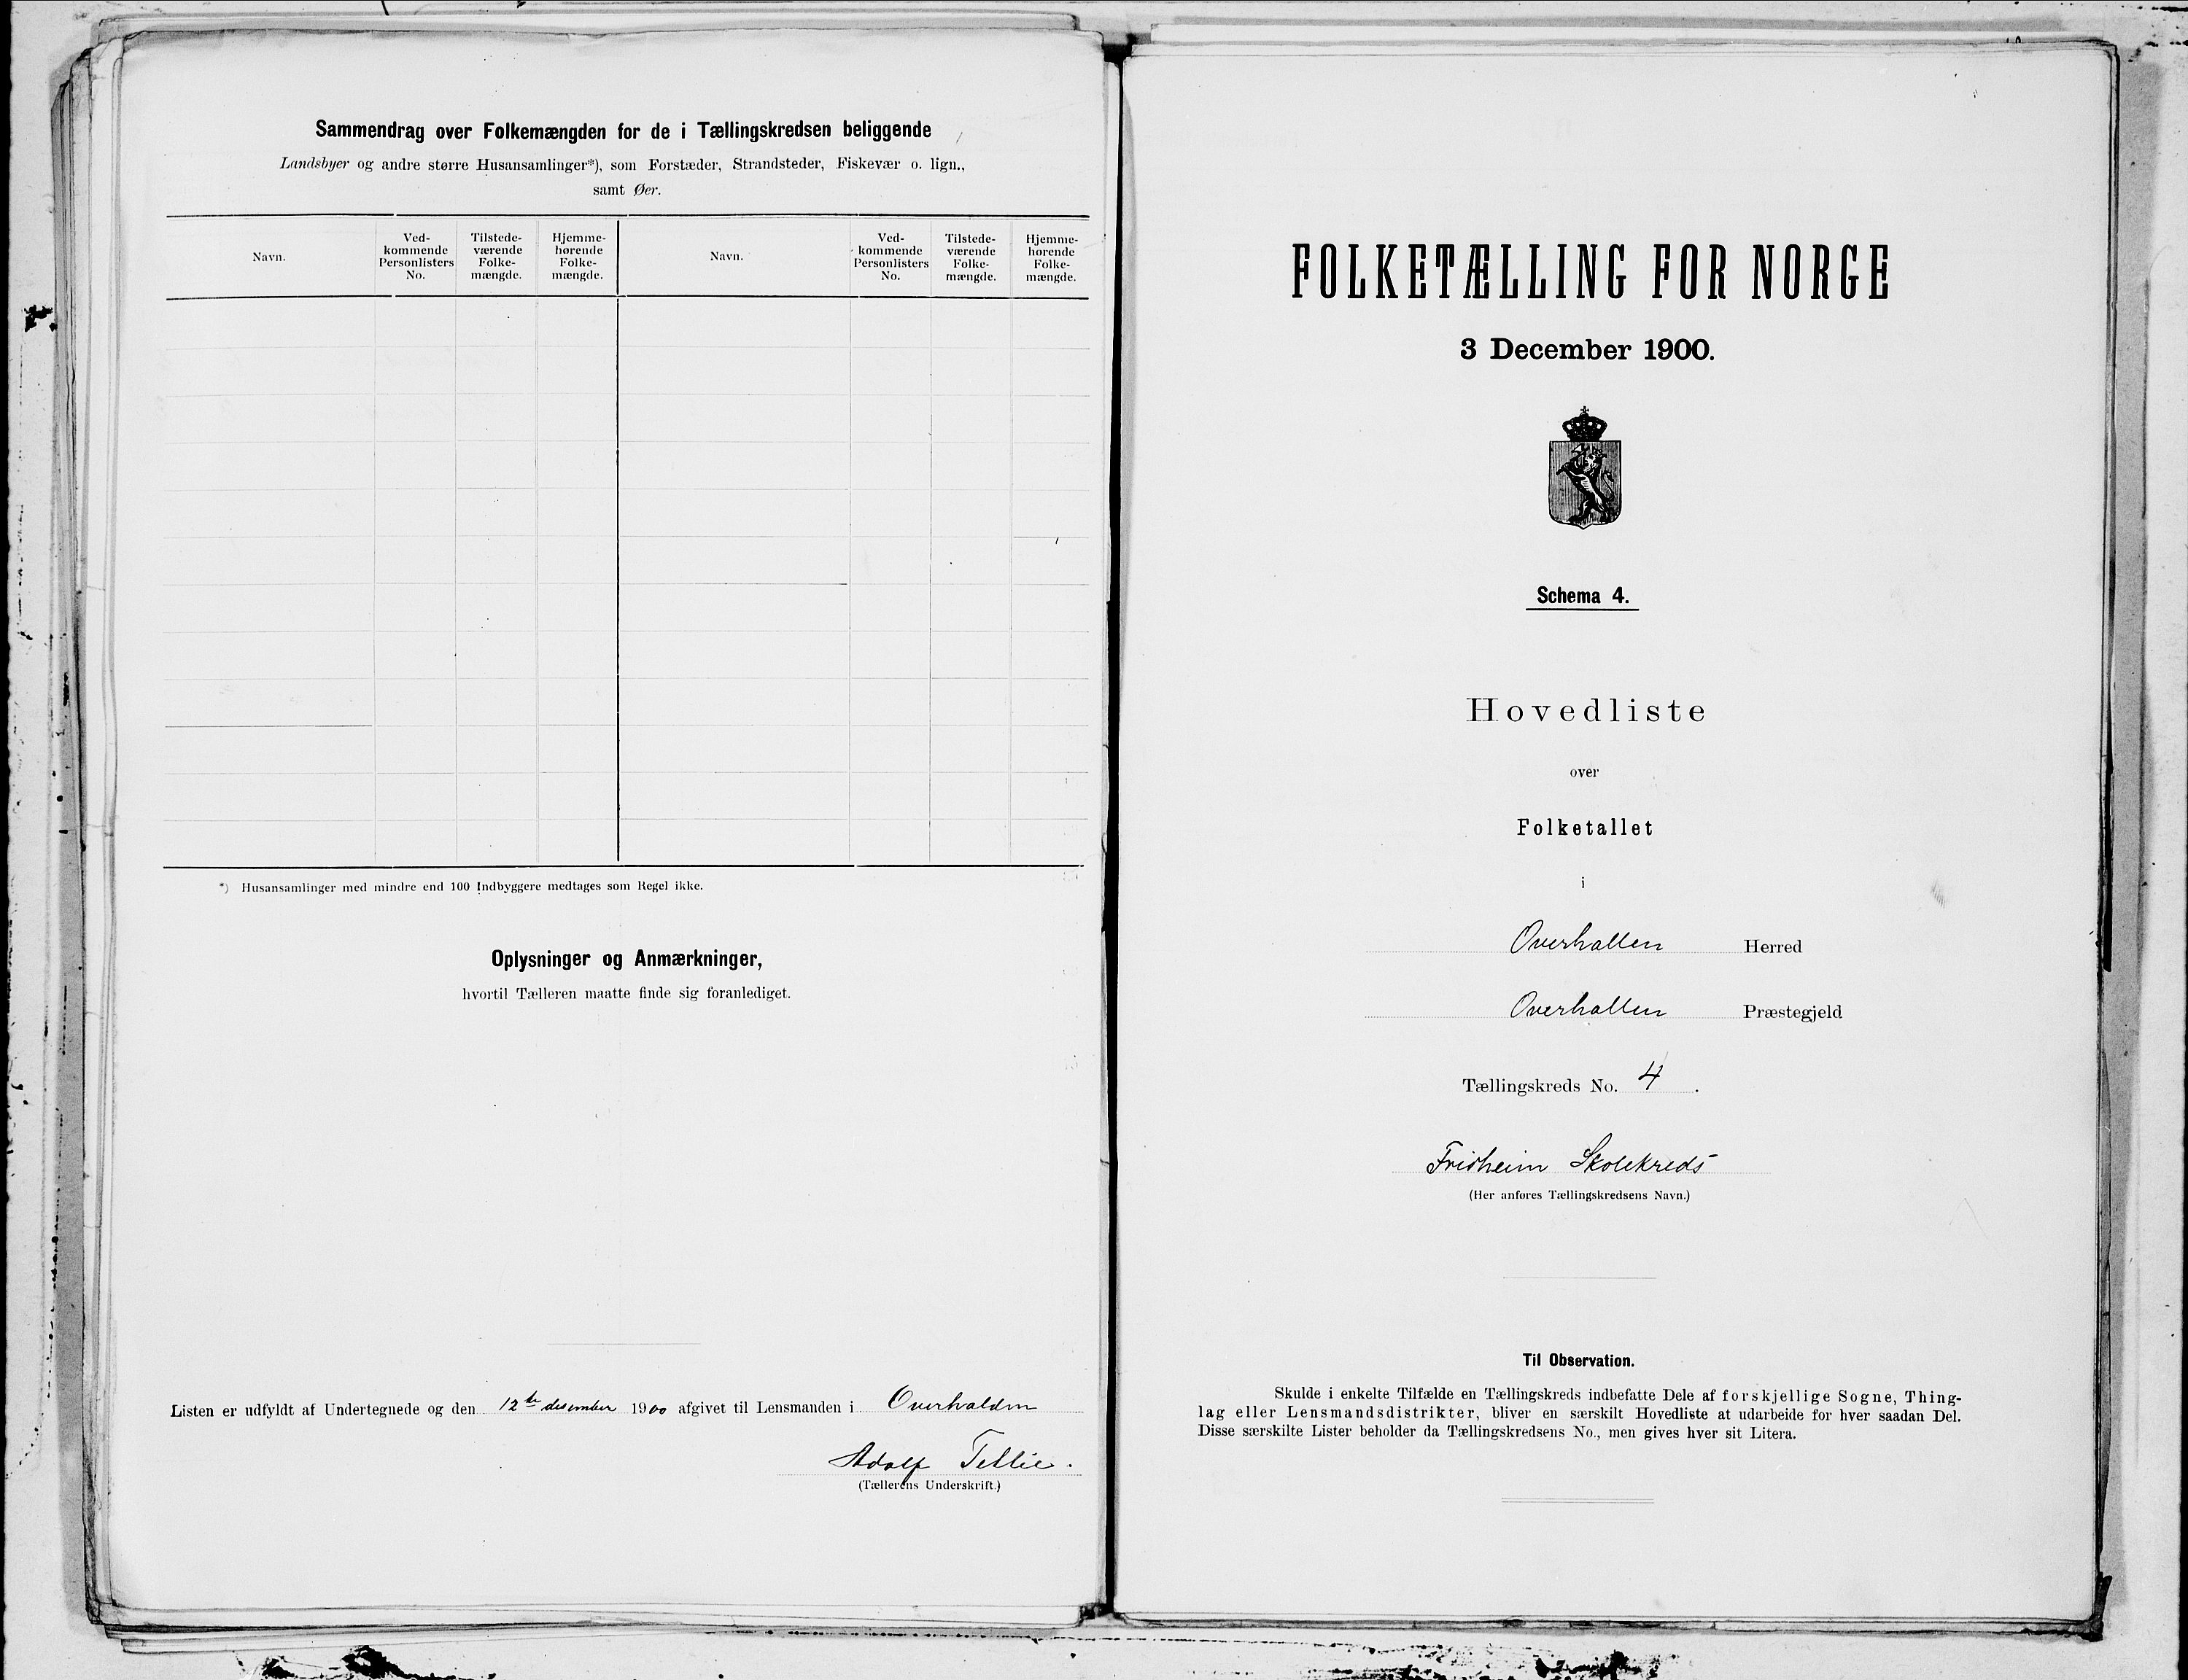 Sammendrag over Folkemængden for de i Tællingskredsen beliggende
Landsbyer og andre større Husansamlinger*), som Forstæder, Strandsteder, Fiskevær o. lign.,
samt Øer.
Navn.
Ved-
kommende
Personlisters
No.
Tilstede-
værende
Folke-
mængde.
Hjemme-
hørende
Folke-
mængde.
Navn.
Ved-
kommende
Personlisters
No.
Tilstede-
værende
Folke-
mængde.
Hjemme-
hørende
Folke-
mængde.
*) Husansamlinger med mindre end 100 Indbyggere medtages som Regel ikke.
Oplysninger og Anmærkninger,
hvortil Tælleren maatte finde sig foranlediget.
Listen er udfyldt af Undertegnede og den 12te desember 1900 afgivet til Lensmanden i Overhalden
Adolf Tetlie.
(Tællerens Underskrift.)
FOLKETÆLLING FOR NORGE
3 December 1900.
Schema 4.
Hovedliste
over
Folketallet
i
Overhallen Herred
Overhallen Præstegjeld
Tællingskreds No. 4.
Fridheim Skolekreds
(Her anføres Tællingskredsens Navn.)
Til Observation.
Skulde i enkelte Tilfælde en Tællingskreds indbefatte Dele af forskjellige Sogne, Thing-
lag eller Lensmandsdistrikter, bliver en særskilt Hovedliste at udarbeide for hver saadan Del.
Disse særskilte Lister beholder da Tællingskredsens No., men gives hver sit Litera.